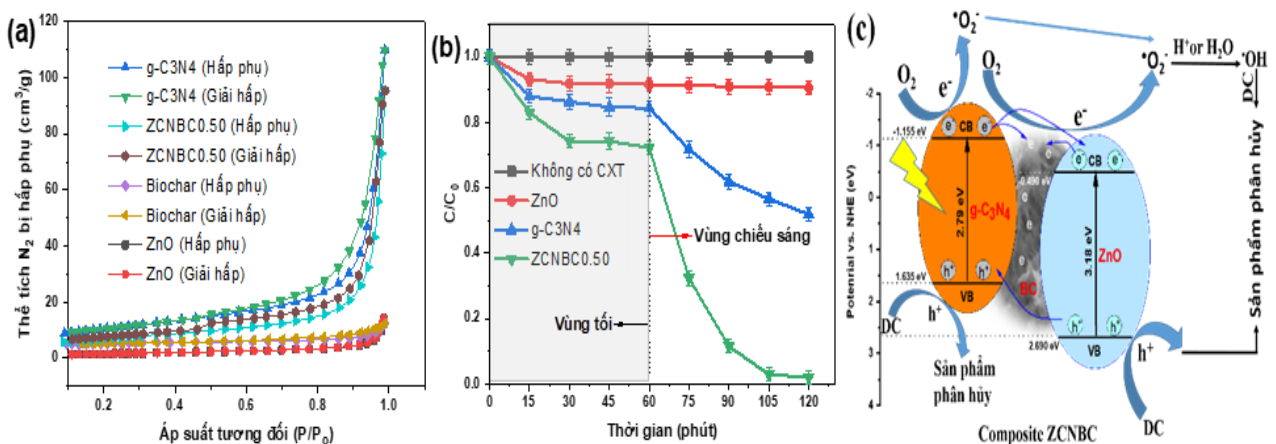 (a)
Thể tích N₂ bị hấp phụ (cm³/g)
120
100
80
60
40
20
0
g-C3N4 (Hấp phụ)
g-C3N4 (Giải hấp)
ZCNBC0.50 (Hấp phụ)
ZCNBC0.50 (Giải hấp)
Biochar (Hấp phụ)
Biochar (Giải hấp)
ZnO (Hấp phụ)
ZnO (Giải hấp)
0.2 0.4 0.6 0.8 1.0
Áp suất tương đối (P/P₀)
(b)
C/C₀
1.0
0.8
0.6
0.4
0.2
0.0
Không có CXT
ZnO
g-C3N4
ZCNBC0.50
Vùng chiếu sáng
Vùng tối
0 15 30 45 60 75 90 105 120
Thời gian (phút)
(c)
•O₂⁻
O₂ O₂ •O₂⁻ H⁺or H₂O •OH
e⁻ e⁻
DC
Potential vs. NHE (eV)
-2
-1
0
1
2
3
4
-1.155 eV
e⁻ CB e⁻
2.79 eV
g-C₃N₄
1.635 eV
h⁺ h⁺
VB
BC
-0.490 eV
e⁻ CB e⁻
3.18 eV
ZnO
h⁺ h⁺
2.690 eV
VB
DC h⁺
h⁺
Sản phẩm
phân hủy
DC
Sản phẩm phân hủy
Composite ZCNBC